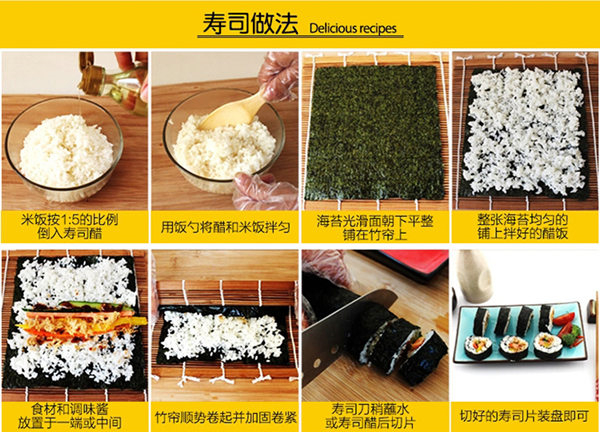 寿司做法 Delicious recipes
米饭按1:5的比例
倒入寿司醋
用饭勺将醋和米饭拌匀
海苔光滑面朝下平整
铺在竹帘上
整张海苔均匀的
铺上拌好的醋饭
食材和调味酱
放置于一端或中间
竹帘顺势卷起并加固卷紧
寿司刀稍蘸水
或寿司醋后切片
切好的寿司片装盘即可